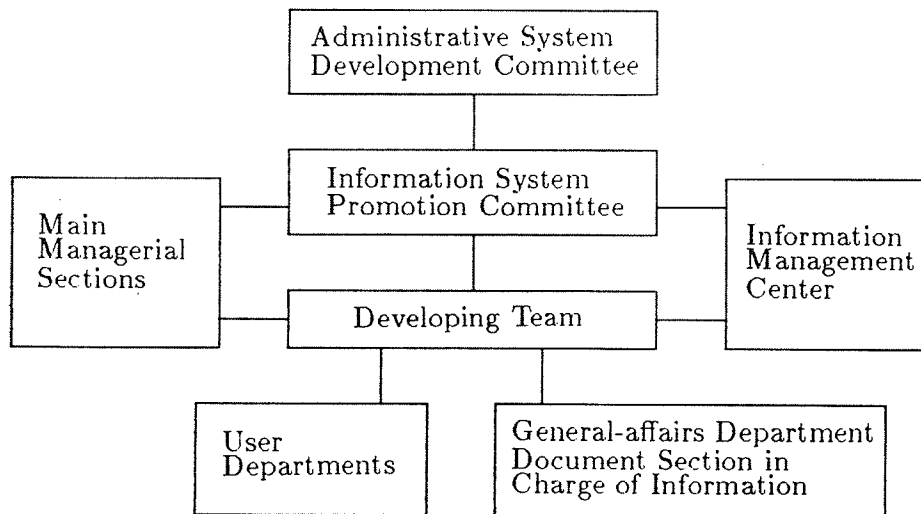 Administrative System
Development Committee
Information System
Promotion Committee
Main
Managerial
Sections
Information
Management
Center
Developing Team
User
Departments
General-affairs Department
Document Section in
Charge of Information